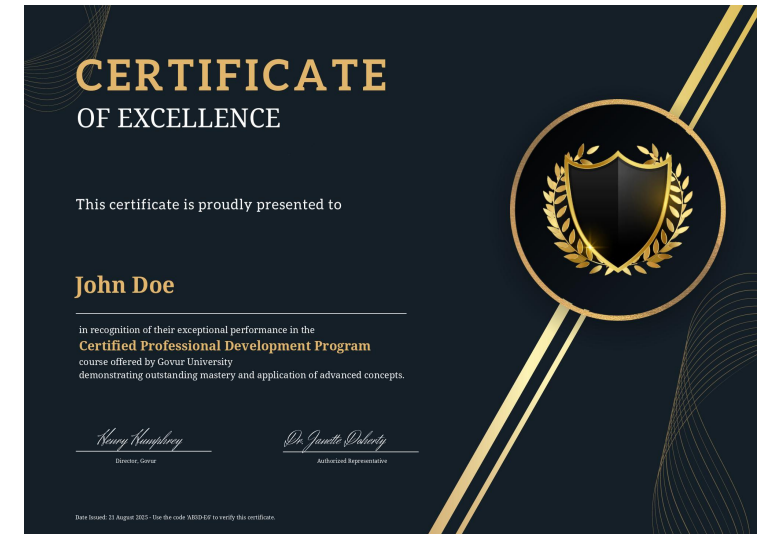 CERTIFICATE
OF EXCELLENCE
This certificate is proudly presented to
John Doe
in recognition of their exceptional performance in the
Certified Professional Development Program
course offered by Govur University
demonstrating outstanding mastery and application of advanced concepts.
Henry Humphrey Dr. Janette Doherty
Director, Govur Authorized Representative
Date Issued: 21 August 2025 - Use the code 'AB3D-E6' to verify this certificate.